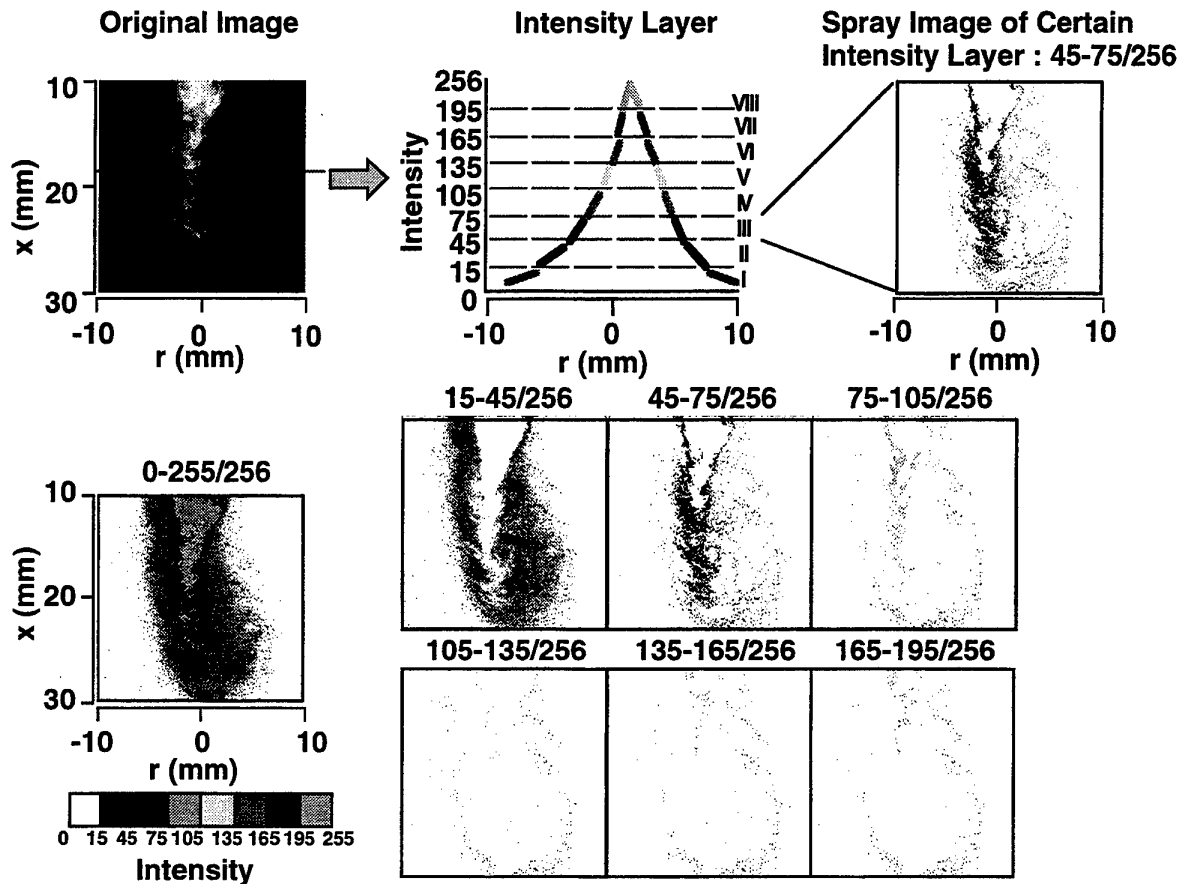 Original Image
10
20
30
x (mm)
-10 0 10
r (mm)
Intensity Layer
256
195
165
135
105
75
45
15
0
Intensity
VIII
VII
VI
V
IV
III
II
I
-10 0 10
r (mm)
Spray Image of Certain
Intensity Layer : 45-75/256
-10 0 10
r (mm)
0-255/256
10
20
30
x (mm)
-10 0 10
r (mm)
0 15 45 75 105 135 165 195 255
Intensity
15-45/256 45-75/256 75-105/256
105-135/256 135-165/256 165-195/256